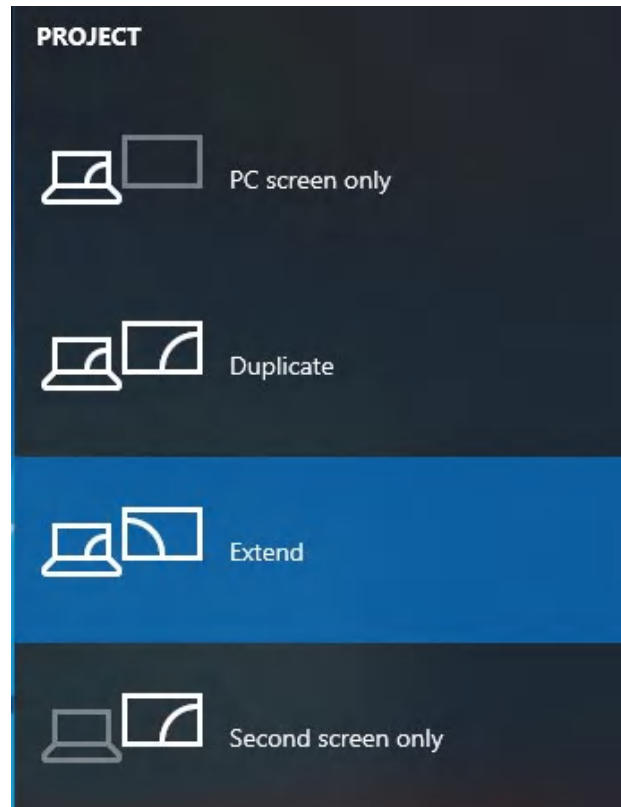 PROJECT
PC screen only
Duplicate
Extend
Second screen only